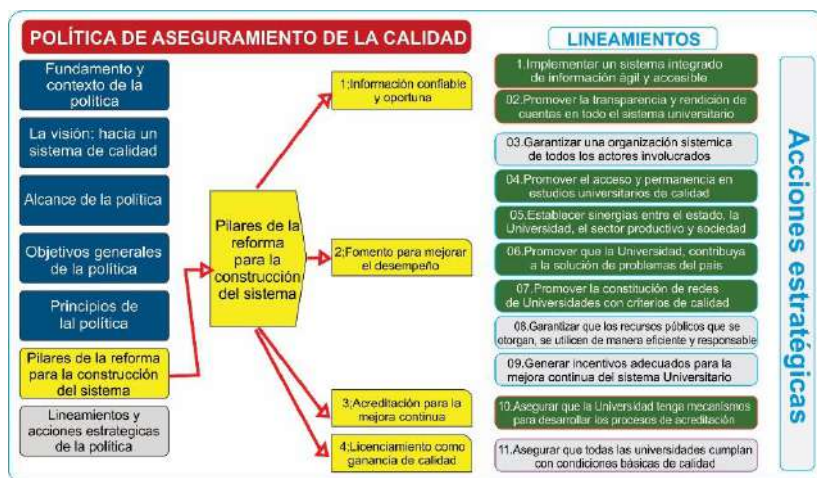 POLÍTICA DE ASEGURAMIENTO DE LA CALIDAD
Fundamento y
contexto de la
política
La visión: hacia un
sistema de calidad
Alcance de la política
Objetivos generales
de la política
Principios de
lal política
Pilares de la reforma
para la construcción
del sistema
Lineamientos y
acciones estrategicas
de la política
Pilares de la
reforma
para la
construcción
del sistema
1;Información confiable
y oportuna
2;Fomento para mejorar
el desempeño
3;Acreditación para la
mejora continua
4;Licenciamiento como
ganancia de calidad
LINEAMIENTOS
1.Implementar un sistema integrado
de información ágil y accesible
02.Promover la transparencia y rendición de
cuentas en todo el sistema universitario
03.Garantizar una organización sistemica
de todos los actores involucrados
04.Promover el acceso y permanencia en
estudios universitarios de calidad
05.Establecer sinergias entre el estado, la
Universidad, el sector productivo y sociedad
06.Promover que la Universidad, contribuya
a la solución de problemas del país
07.Promover la constitución de redes
de Universidades con criterios de calidad
08.Garantizar que los recursos públicos que se
otorgan, se utilicen de manera eficiente y responsable
09.Generar incentivos adecuados para la
mejora continua del sistema Universitario
10.Asegurar que la Universidad tenga mecanismos
para desarrollar los procesos de acreditación
11.Asegurar que todas las universidades cumplan
con condiciones básicas de calidad
Acciones estratégicas